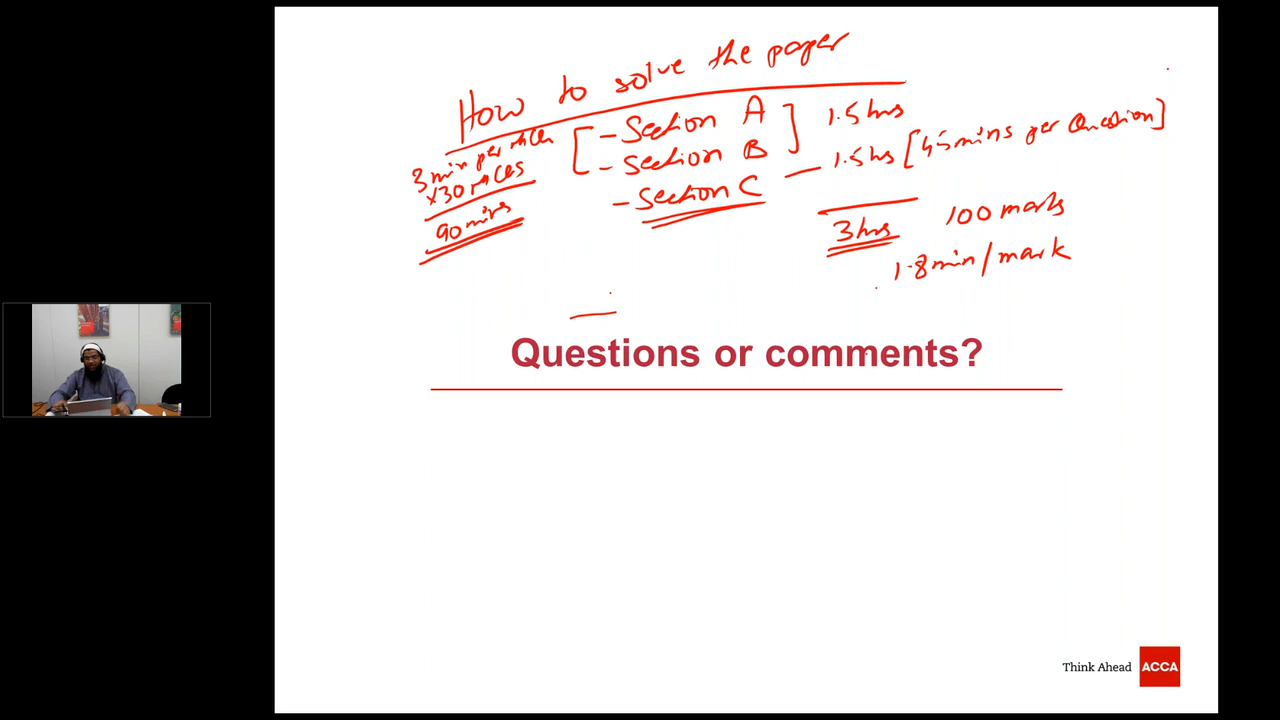 How to solve the paper
- Section A ] 1.5 hrs
3 min per MCQ [ - Section B 1.5 hrs [45 mins per Question]
x 30 MCQs
- Section C
90 mins
3 hrs 100 marks
1.8 min/mark
Questions or comments?
Think Ahead ACCA